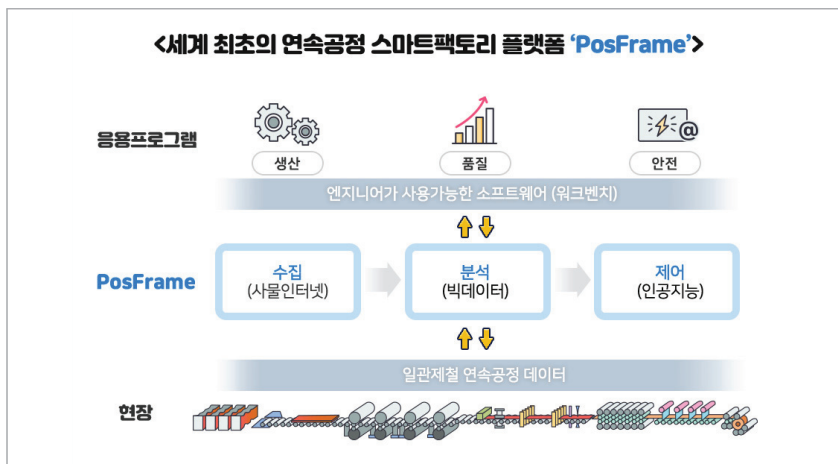 <세계 최초의 연속공정 스마트팩토리 플랫폼 ‘PosFrame’>
응용프로그램
생산
품질
안전
@
엔지니어가 사용가능한 소프트웨어 (워크벤치)
PosFrame
수집
(사물인터넷)
분석
(빅데이터)
제어
(인공지능)
일관제철 연속공정 데이터
현장